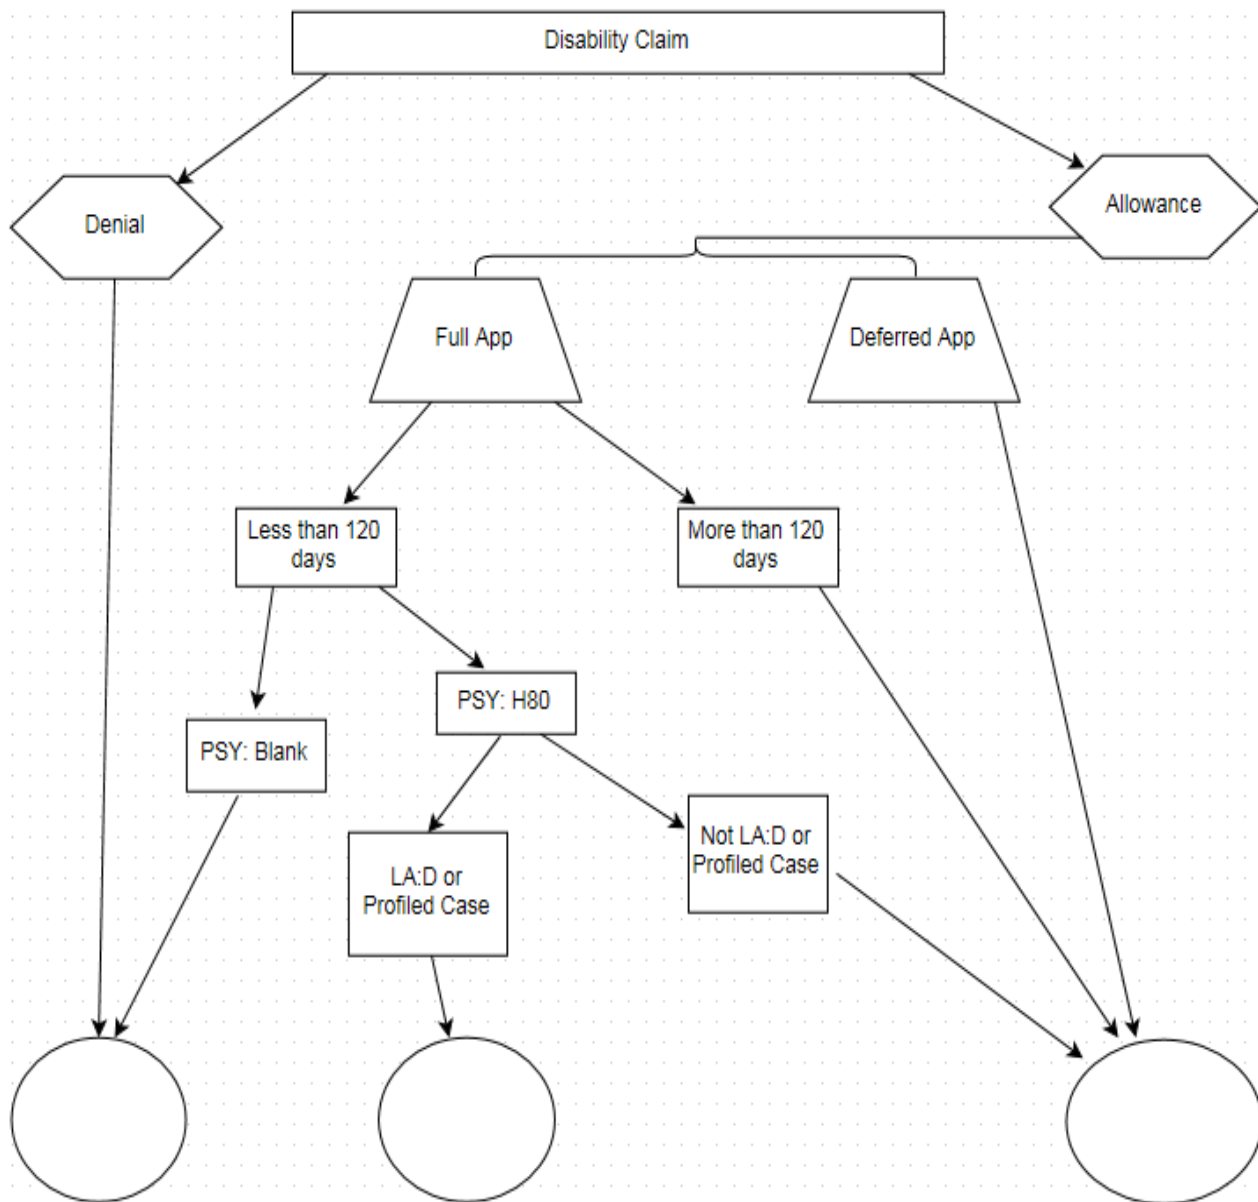 Disability Claim
Denial
Allowance
Full App
Deferred App
Less than 120
days
More than 120
days
PSY: H80
PSY: Blank
LA:D or
Profiled Case
Not LA:D or
Profiled Case